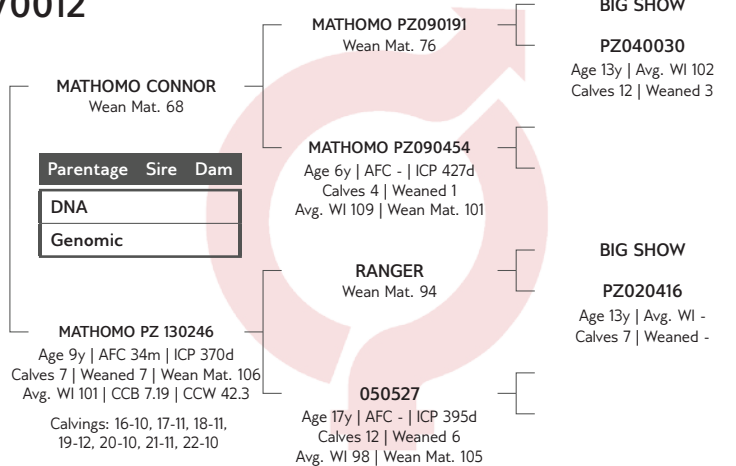 70012
MATHOMO CONNOR
Wean Mat. 68
Parentage Sire Dam
DNA
Genomic
MATHOMO PZ 130246
Age 9y | AFC 34m | ICP 370d
Calves 7 | Weaned 7 | Wean Mat. 106
Avg. WI 101 | CCB 7.19 | CCW 42.3
Calvings: 16-10, 17-11, 18-11,
19-12, 20-10, 21-11, 22-10
MATHOMO PZ090191
Wean Mat. 76
MATHOMO PZ090454
Age 6y | AFC - | ICP 427d
Calves 4 | Weaned 1
Avg. WI 109 | Wean Mat. 101
RANGER
Wean Mat. 94
050527
Age 17y | AFC - | ICP 395d
Calves 12 | Weaned 6
Avg. WI 98 | Wean Mat. 105
BIG SHOW
PZ040030
Age 13y | Avg. WI 102
Calves 12 | Weaned 3
BIG SHOW
PZ020416
Age 13y | Avg. WI -
Calves 7 | Weaned -